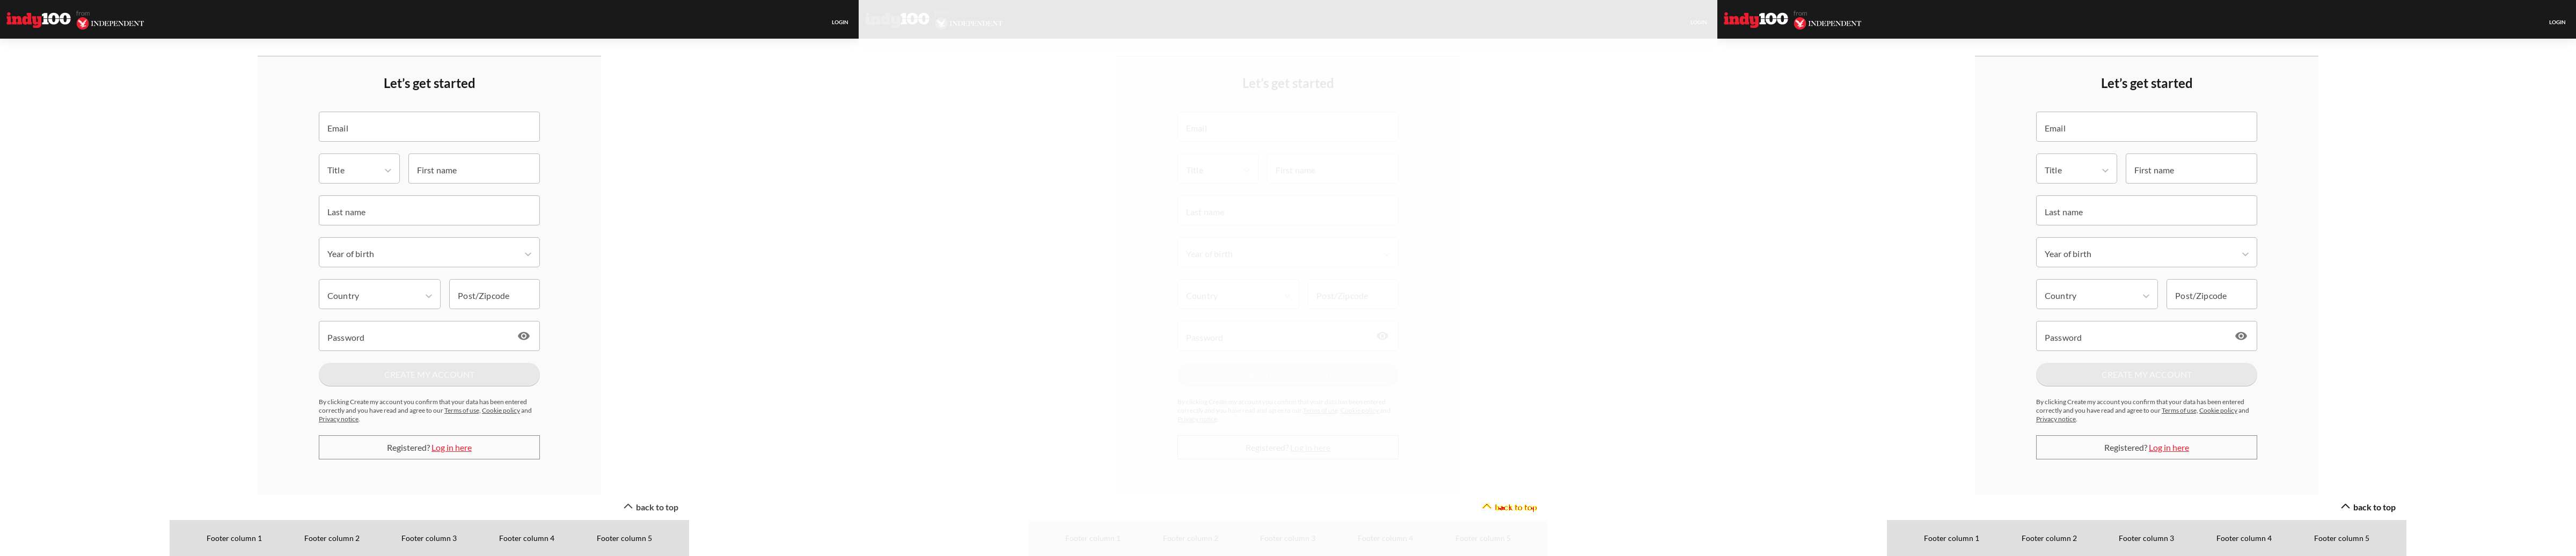 indy100 from INDEPENDENT LOGIN
Let's get started
Email
Title First name
Last name
Year of birth
Country Post/Zipcode
Password
CREATE MY ACCOUNT
By clicking Create my account you confirm that your data has been entered
correctly and you have read and agree to our Terms of use, Cookie policy and
Privacy notice.
Registered? Log in here
back to top
Footer column 1 Footer column 2 Footer column 3 Footer column 4 Footer column 5
indy100 from INDEPENDENT LOGIN
Let's get started
Email
Title First name
Last name
Year of birth
Country Post/Zipcode
Password
By clicking Create my account you confirm that your data has been entered
correctly and you have read and agree to our Terms of use, Cookie policy and
Privacy notice.
Registered? Log in here
back to top
Footer column 1 Footer column 2 Footer column 3 Footer column 4 Footer column 5
indy100 from INDEPENDENT LOGIN
Let's get started
Email
Title First name
Last name
Year of birth
Country Post/Zipcode
Password
CREATE MY ACCOUNT
By clicking Create my account you confirm that your data has been entered
correctly and you have read and agree to our Terms of use, Cookie policy and
Privacy notice.
Registered? Log in here
back to top
Footer column 1 Footer column 2 Footer column 3 Footer column 4 Footer column 5